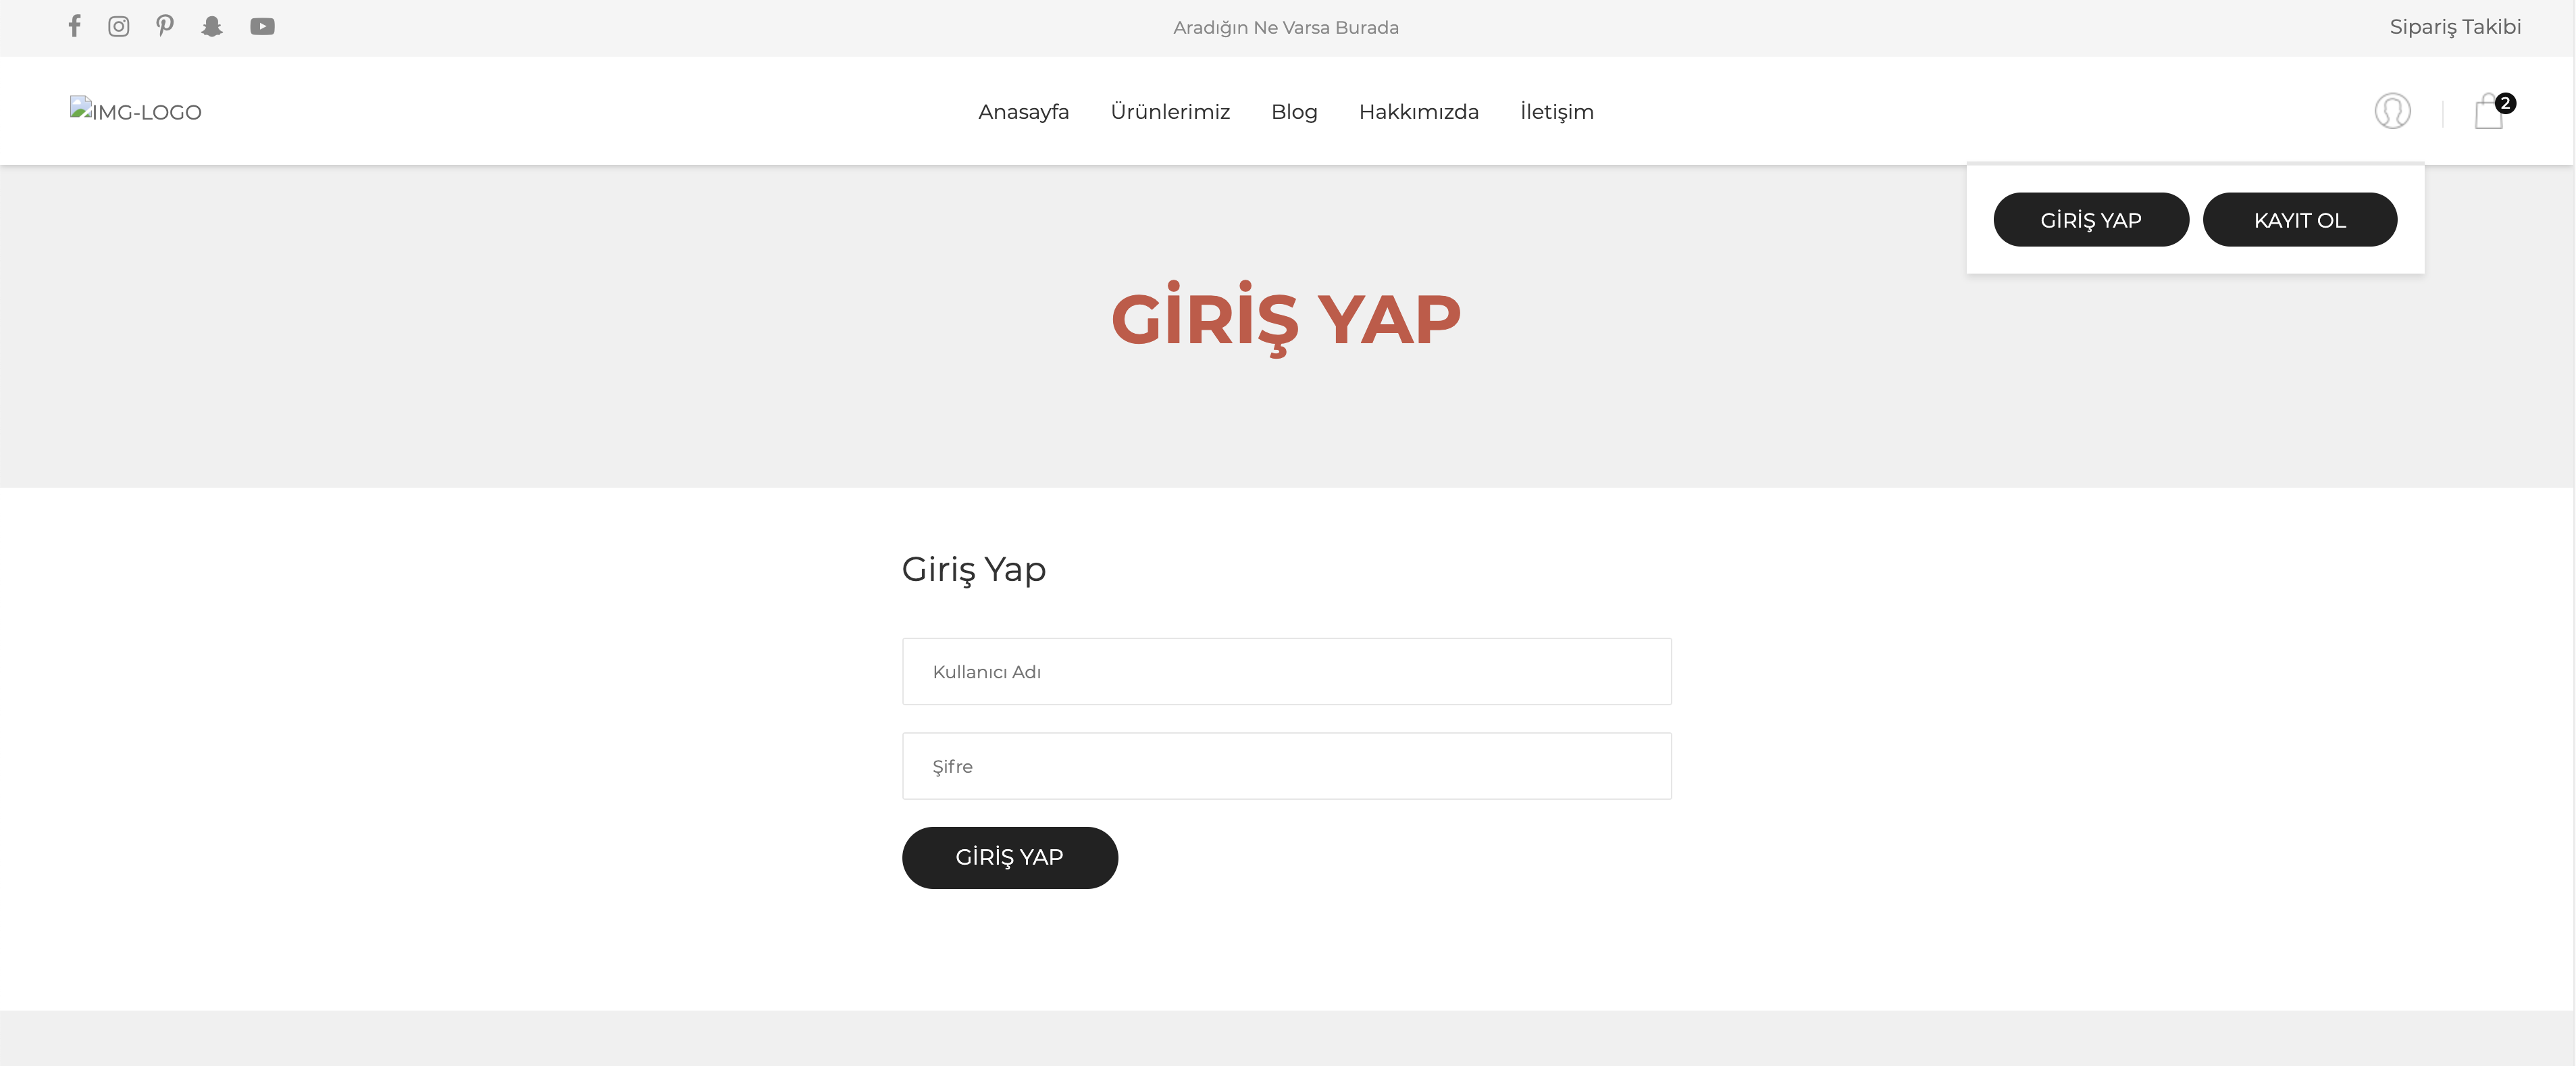 Aradığın Ne Varsa Burada
Sipariş Takibi
IMG-LOGO
Anasayfa
Ürünlerimiz
Blog
Hakkımızda
İletişim
2
GİRİŞ YAP
KAYIT OL
GİRİŞ YAP
Giriş Yap
Kullanıcı Adı
Şifre
GİRİŞ YAP